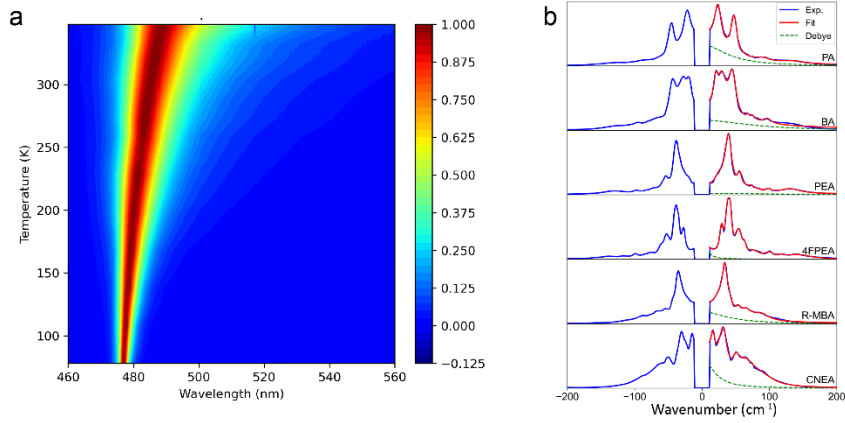 a
350
300
250
200
150
100
Temperature (K)
460
480
500
520
540
560
Wavelength (nm)
1.000
0.875
0.750
0.625
0.500
0.375
0.250
0.125
0.000
−0.125
b
Exp.
Fit
Debye
PA
BA
PEA
4FPEA
R-MBA
CNEA
−200
−100
0
100
200
Wavenumber (cm⁻¹)